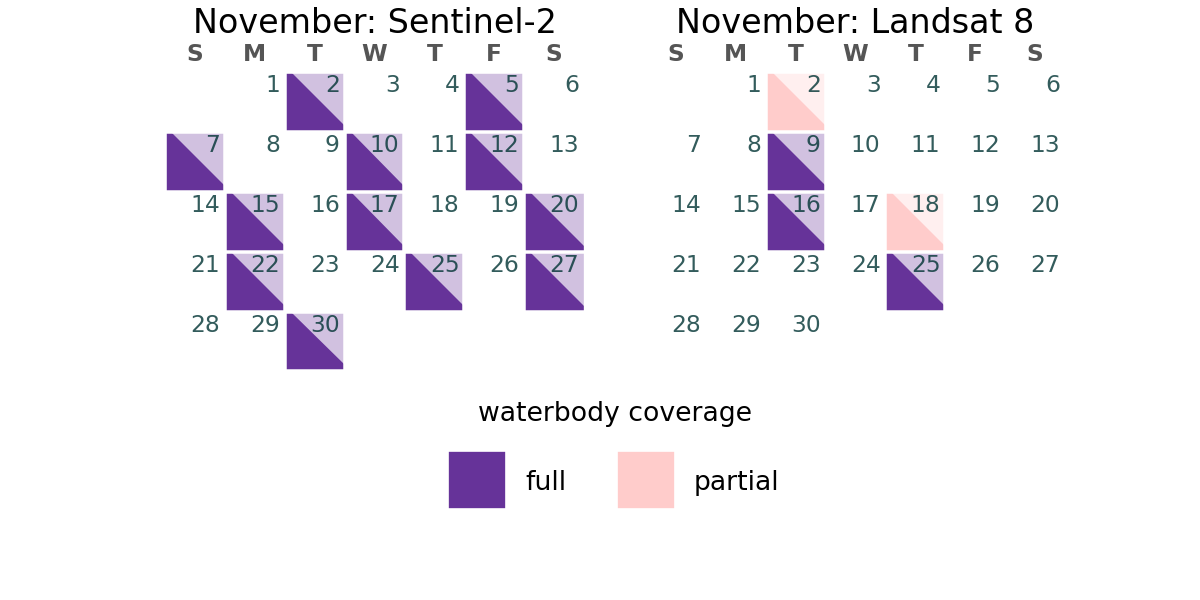 November: Sentinel-2
S M T W T F S
1 2 3 4 5 6
7 8 9 10 11 12 13
14 15 16 17 18 19 20
21 22 23 24 25 26 27
28 29 30
November: Landsat 8
S M T W T F S
1 2 3 4 5 6
7 8 9 10 11 12 13
14 15 16 17 18 19 20
21 22 23 24 25 26 27
28 29 30
waterbody coverage
full
partial